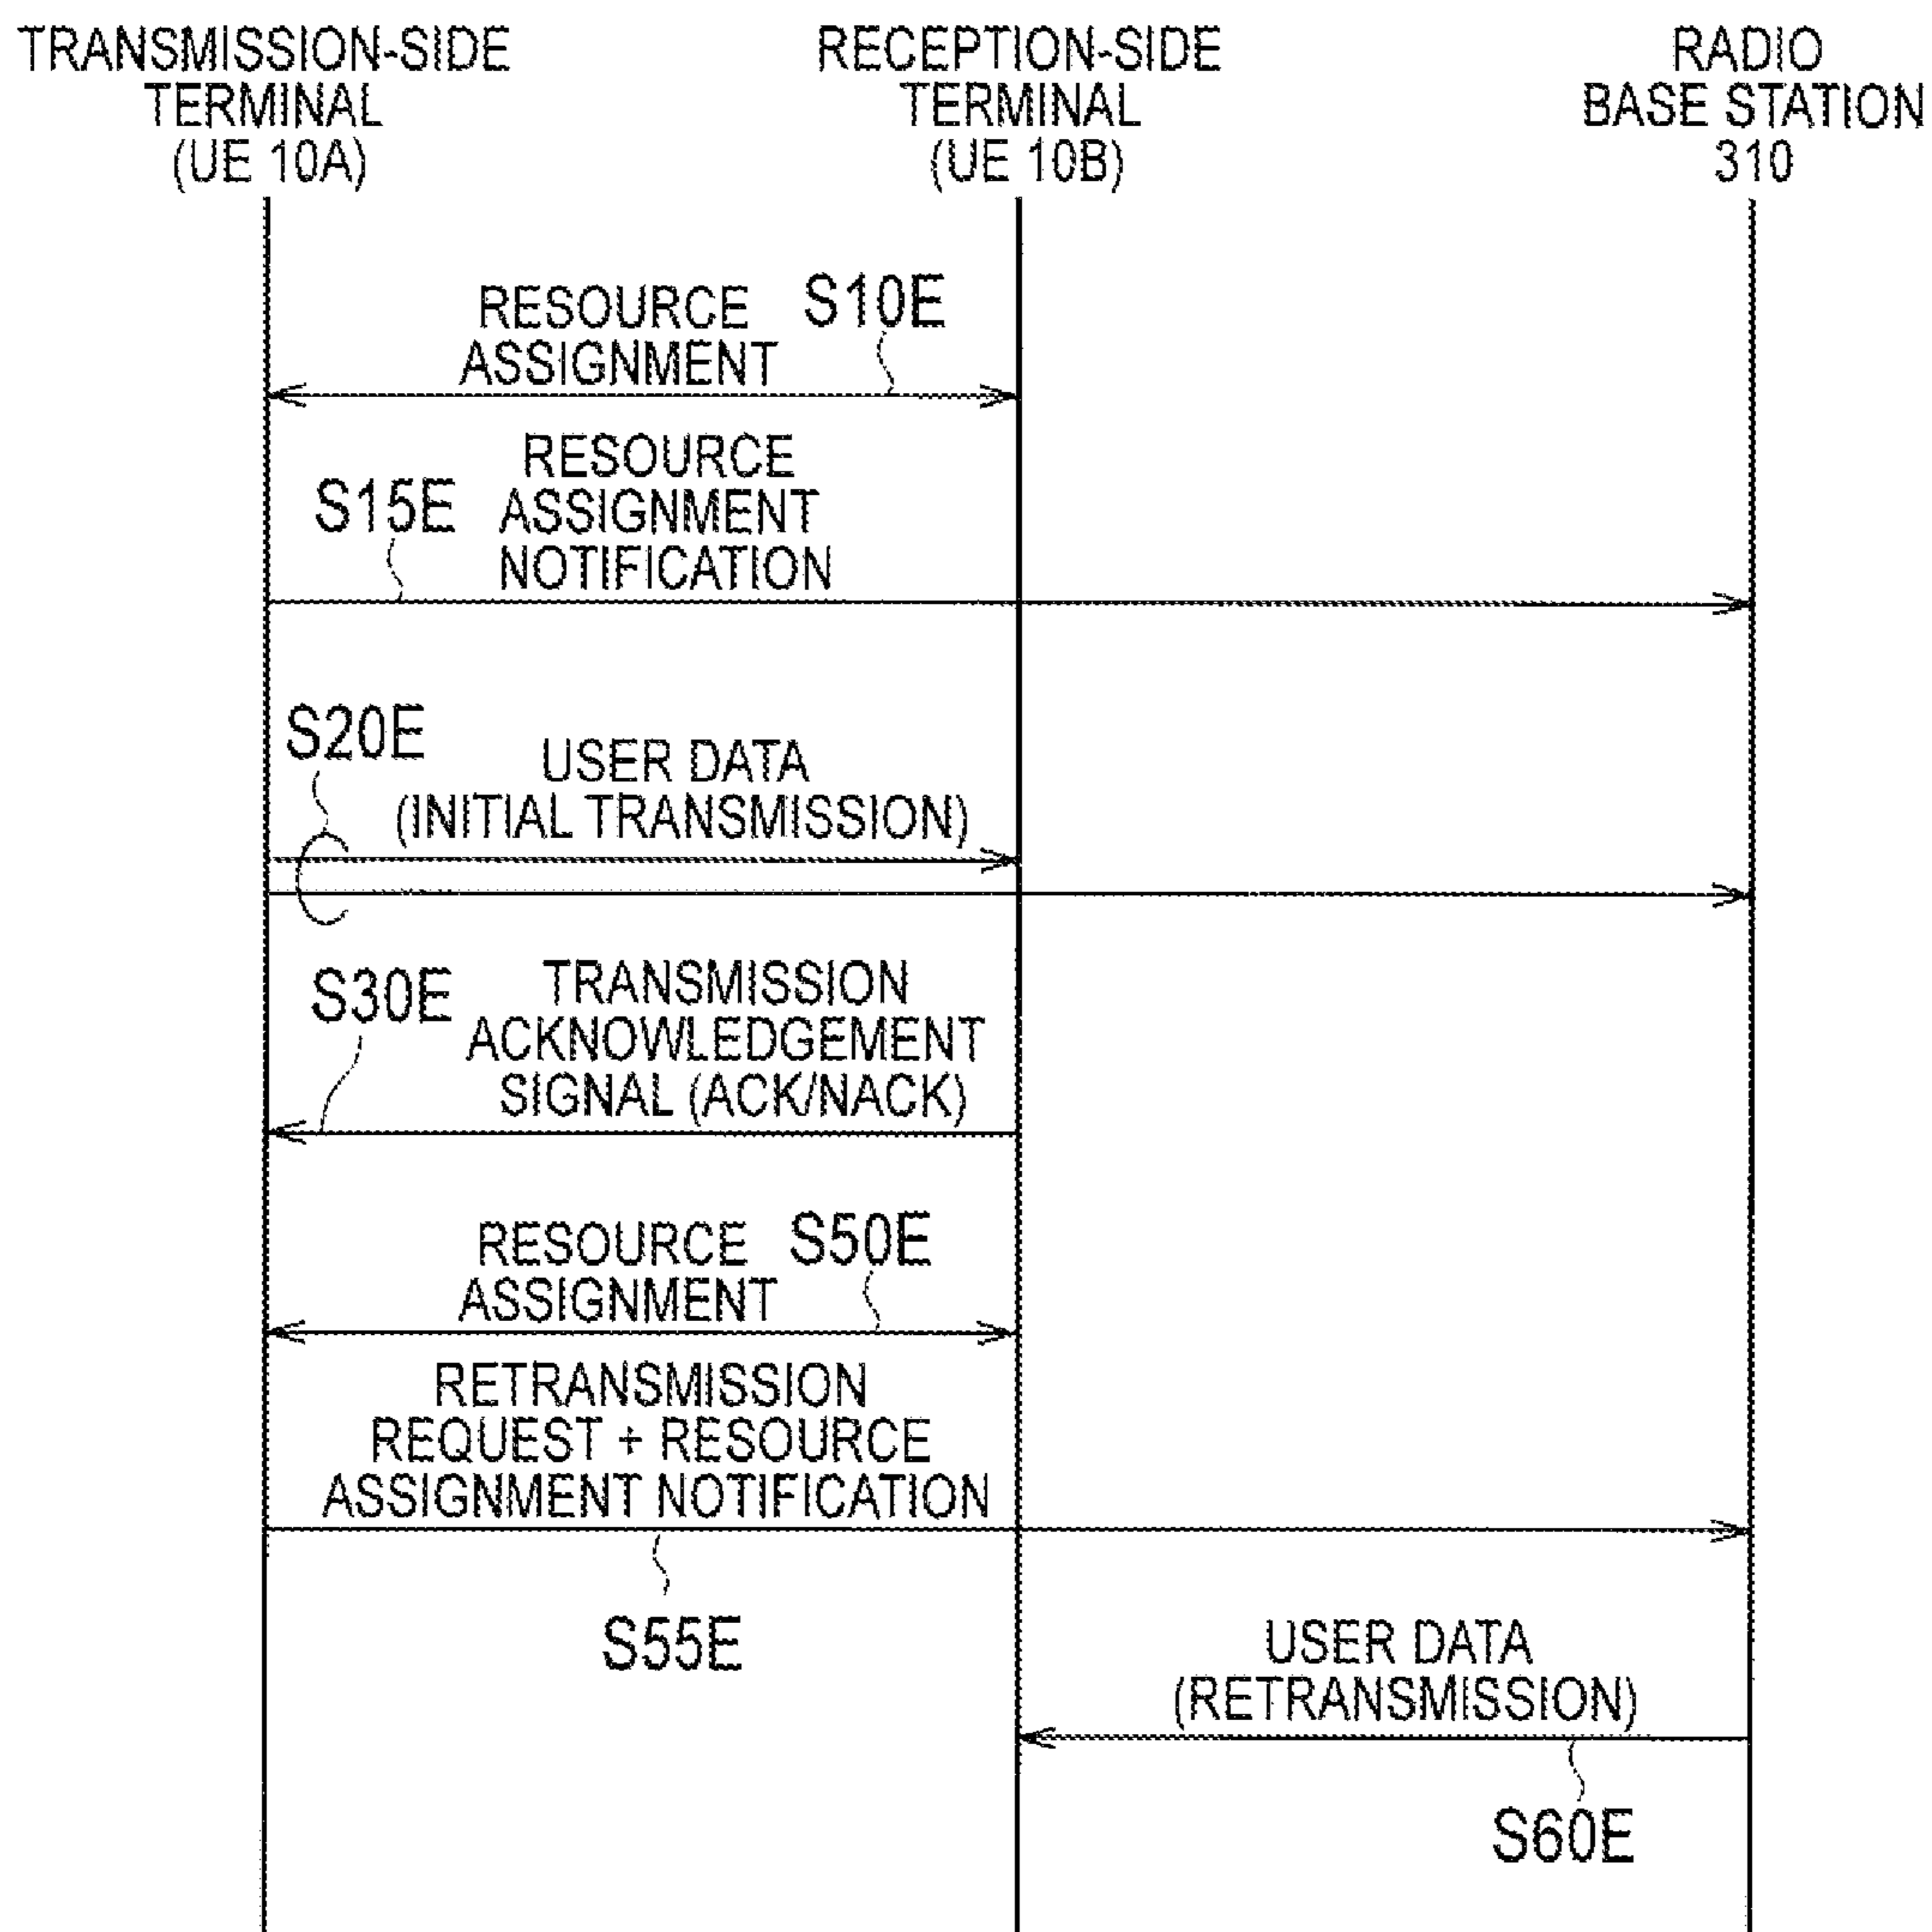 TRANSMISSION-SIDE
TERMINAL
(UE 10A)
RECEPTION-SIDE
TERMINAL
(UE 10B)
RADIO
BASE STATION
310
RESOURCE
ASSIGNMENT
S10E
RESOURCE
ASSIGNMENT
NOTIFICATION
S15E
S20E
USER DATA
(INITIAL TRANSMISSION)
S30E
TRANSMISSION
ACKNOWLEDGEMENT
SIGNAL (ACK/NACK)
RESOURCE
ASSIGNMENT
S50E
RETRANSMISSION
REQUEST + RESOURCE
ASSIGNMENT NOTIFICATION
S55E
USER DATA
(RETRANSMISSION)
S60E